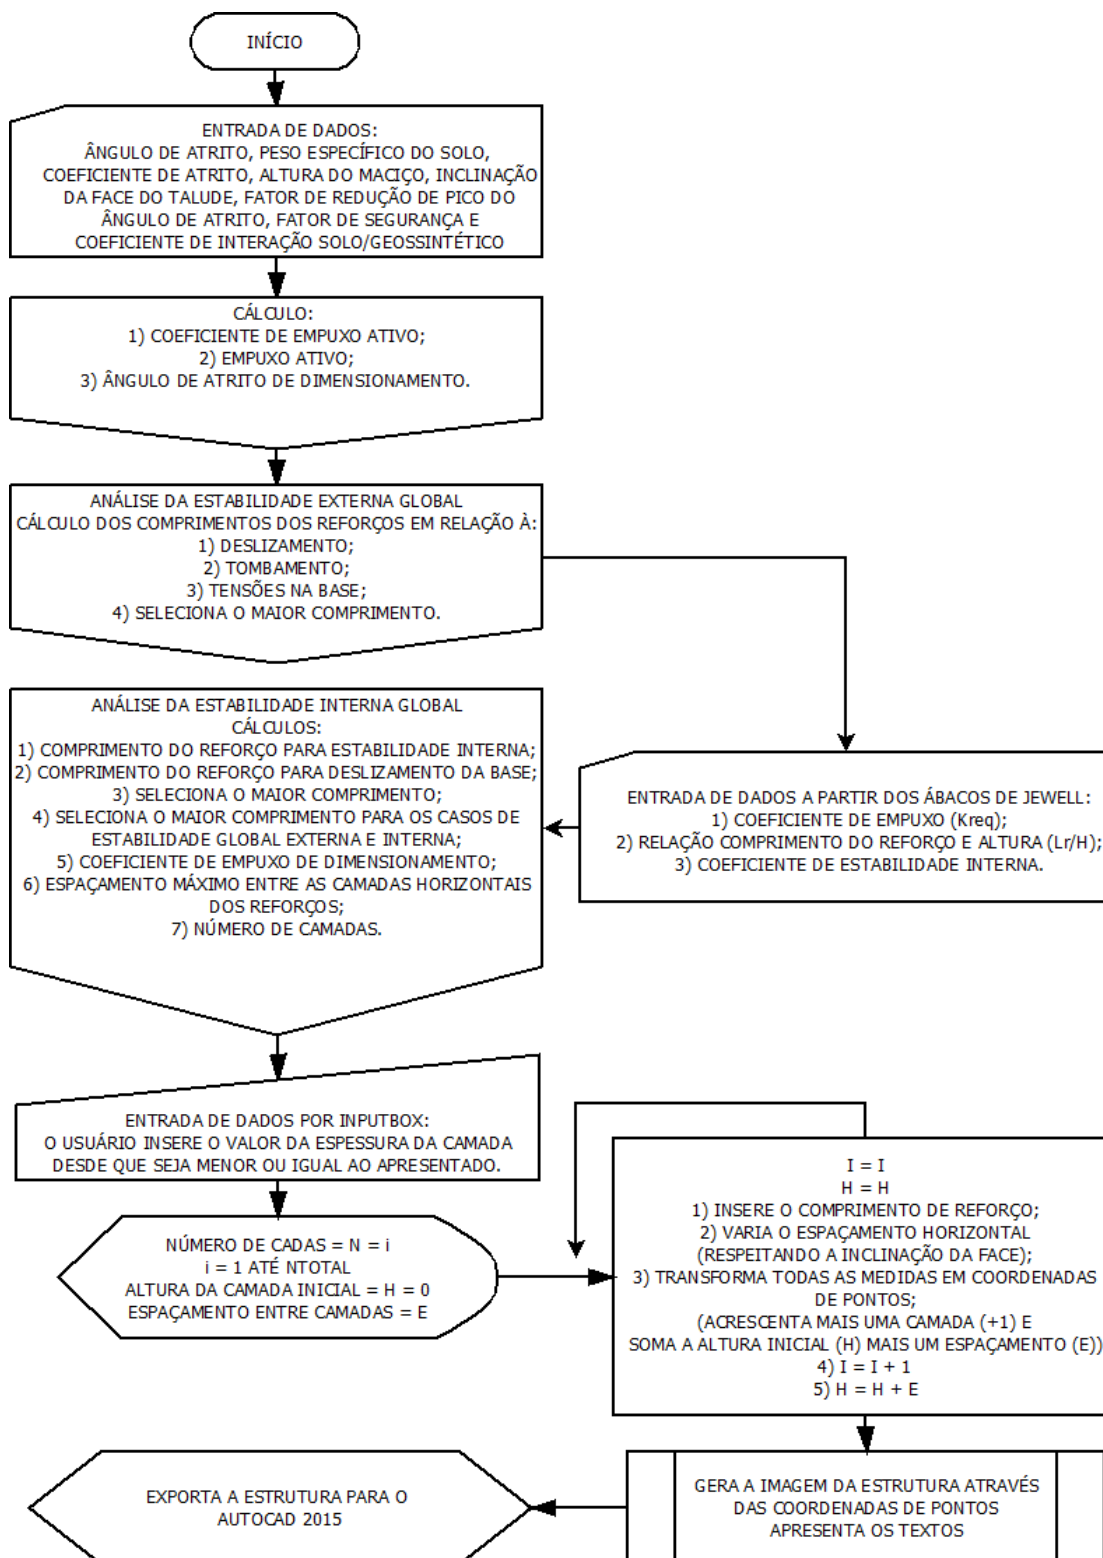 INÍCIO
ENTRADA DE DADOS:
ÂNGULO DE ATRITO, PESO ESPECÍFICO DO SOLO,
COEFICIENTE DE ATRITO, ALTURA DO MACIÇO, INCLINAÇÃO
DA FACE DO TALUDE, FATOR DE REDUÇÃO DE PICO DO
ÂNGULO DE ATRITO, FATOR DE SEGURANÇA E
COEFICIENTE DE INTERAÇÃO SOLO/GEOSSINTÉTICO
CÁLCULO:
1) COEFICIENTE DE EMPUXO ATIVO;
2) EMPUXO ATIVO;
3) ÂNGULO DE ATRITO DE DIMENSIONAMENTO.
ANÁLISE DA ESTABILIDADE EXTERNA GLOBAL
CÁLCULO DOS COMPRIMENTOS DOS REFORÇOS EM RELAÇÃO À:
1) DESLIZAMENTO;
2) TOMBAMENTO;
3) TENSÕES NA BASE;
4) SELECIONA O MAIOR COMPRIMENTO.
ENTRADA DE DADOS A PARTIR DOS ÁBACOS DE JEWELL:
1) COEFICIENTE DE EMPUXO (Kreq);
2) RELAÇÃO COMPRIMENTO DO REFORÇO E ALTURA (Lr/H);
3) COEFICIENTE DE ESTABILIDADE INTERNA.
ANÁLISE DA ESTABILIDADE INTERNA GLOBAL
CÁLCULOS:
1) COMPRIMENTO DO REFORÇO PARA ESTABILIDADE INTERNA;
2) COMPRIMENTO DO REFORÇO PARA DESLIZAMENTO DA BASE;
3) SELECIONA O MAIOR COMPRIMENTO;
4) SELECIONA O MAIOR COMPRIMENTO PARA OS CASOS DE
ESTABILIDADE GLOBAL EXTERNA E INTERNA;
5) COEFICIENTE DE EMPUXO DE DIMENSIONAMENTO;
6) ESPAÇAMENTO MÁXIMO ENTRE AS CAMADAS HORIZONTAIS
DOS REFORÇOS;
7) NÚMERO DE CAMADAS.
ENTRADA DE DADOS POR INPUTBOX:
O USUÁRIO INSERE O VALOR DA ESPESSURA DA CAMADA
DESDE QUE SEJA MENOR OU IGUAL AO APRESENTADO.
NÚMERO DE CADAS = N = i
i = 1 ATÉ NTOTAL
ALTURA DA CAMADA INICIAL = H = 0
ESPAÇAMENTO ENTRE CAMADAS = E
I = I
H = H
1) INSERE O COMPRIMENTO DE REFORÇO;
2) VARIA O ESPAÇAMENTO HORIZONTAL
(RESPEITANDO A INCLINAÇÃO DA FACE);
3) TRANSFORMA TODAS AS MEDIDAS EM COORDENADAS
DE PONTOS;
(ACRESCENTA MAIS UMA CAMADA (+1) E
SOMA A ALTURA INICIAL (H) MAIS UM ESPAÇAMENTO (E))
4) I = I + 1
5) H = H + E
GERA A IMAGEM DA ESTRUTURA ATRAVÉS
DAS COORDENADAS DE PONTOS
APRESENTA OS TEXTOS
EXPORTA A ESTRUTURA PARA O
AUTOCAD 2015